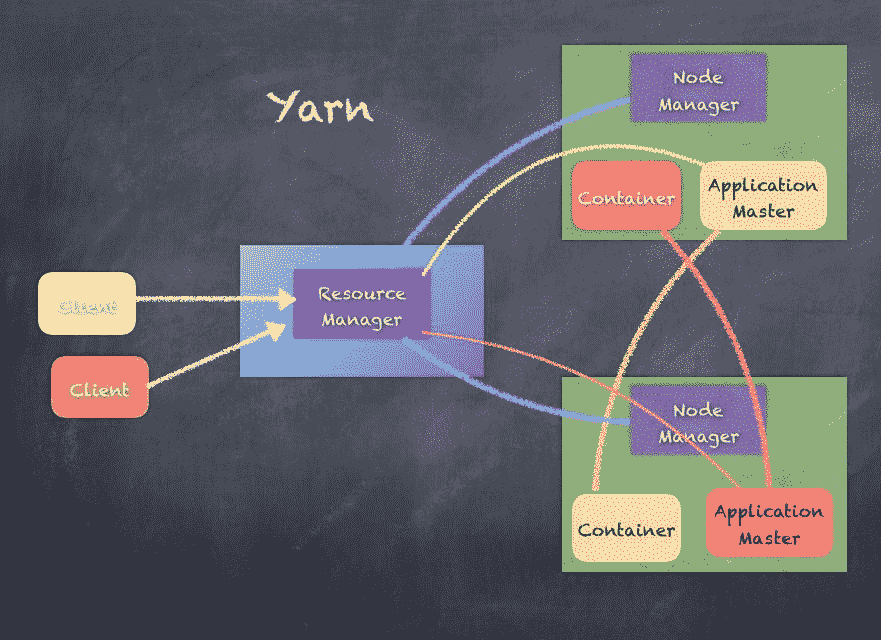 Yarn
Node
Manager
Container
Application
Master
Client
Resource
Manager
Client
Node
Manager
Container
Application
Master